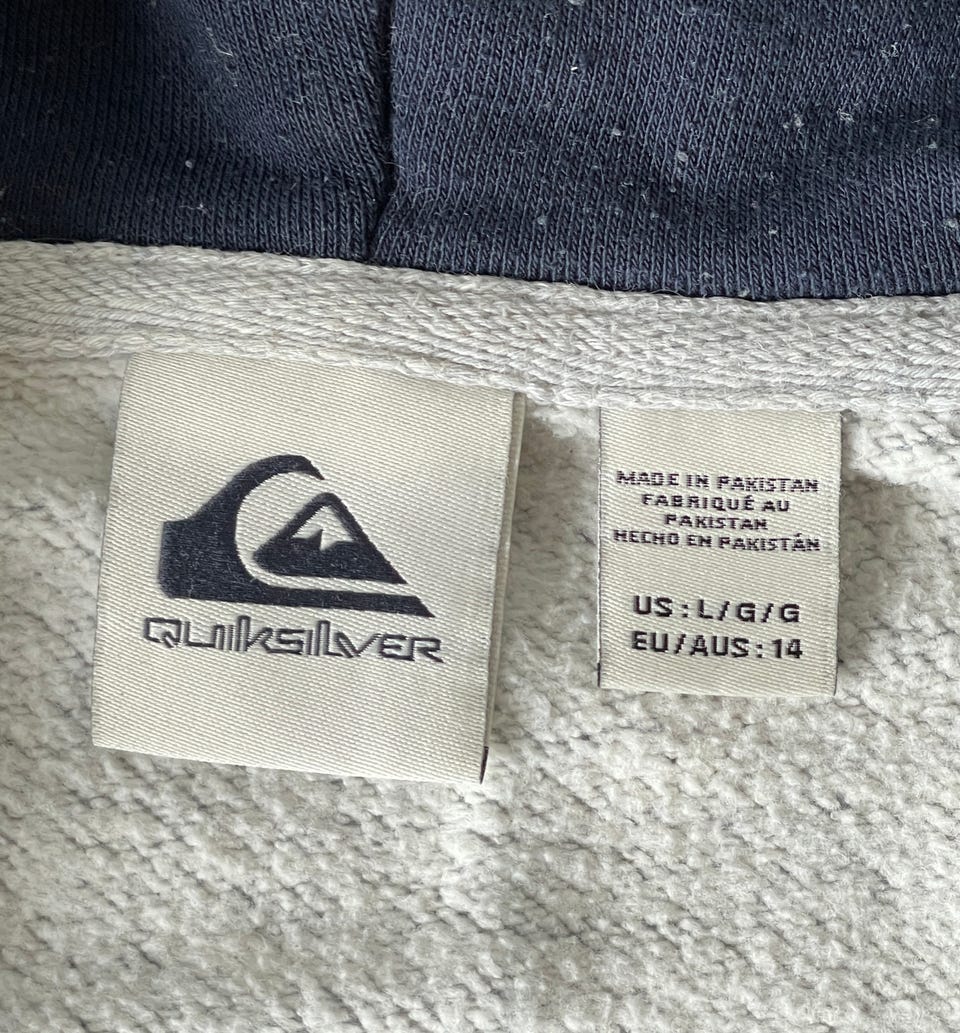 QUIKSILVER
MADE IN PAKISTAN
FABRIQUÉ AU
PAKISTAN
HECHO EN PAKISTÁN
US:L/G/G
EU/AUS:14